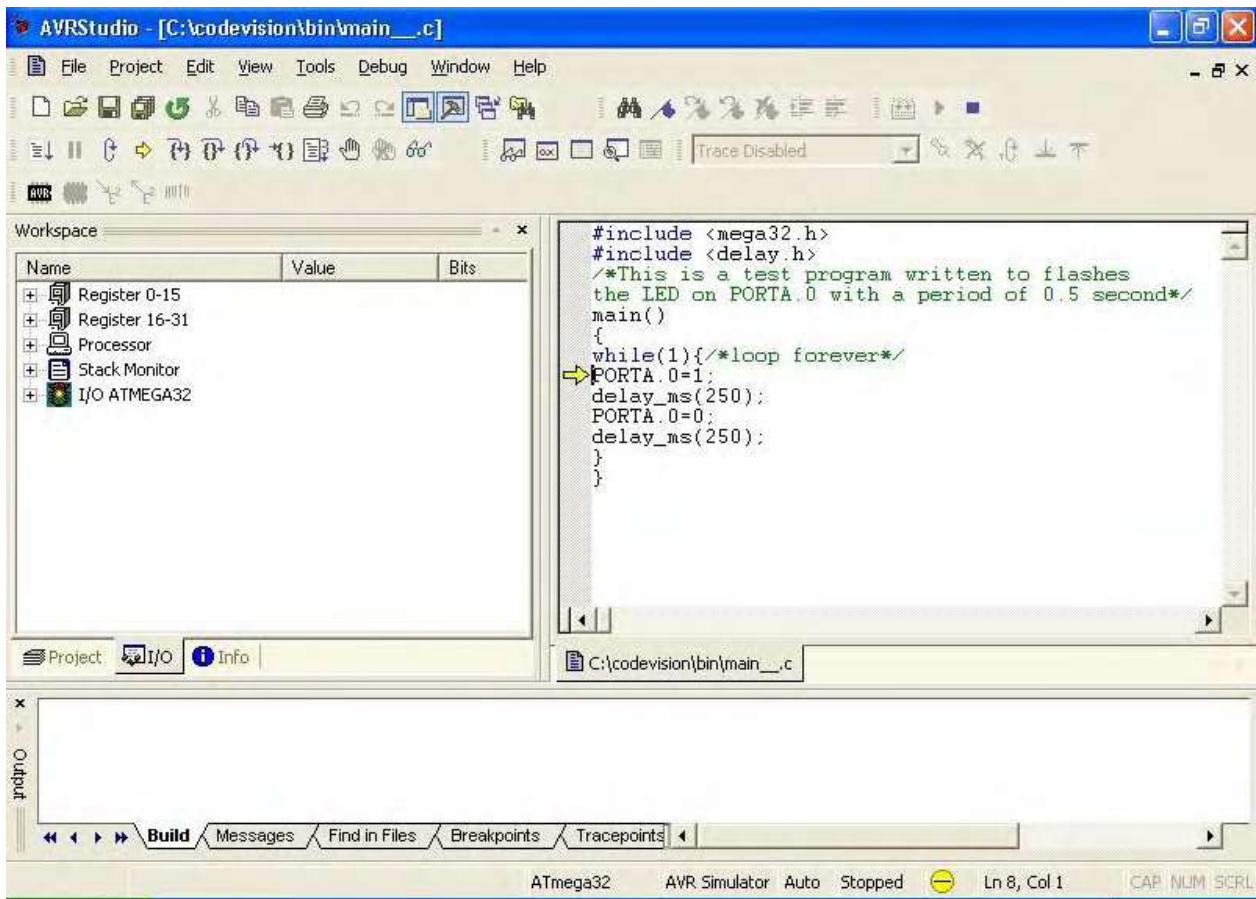 AVRStudio - [C:\codevision\bin\main__.c]
File Project Edit View Tools Debug Window Help
Trace Disabled
AVR AUTO
Workspace
Name Value Bits
Register 0-15
Register 16-31
Processor
Stack Monitor
I/O ATMEGA32
Project I/O Info
#include <mega32.h>
#include <delay.h>
/*This is a test program written to flashes
the LED on PORTA.0 with a period of 0.5 second*/
main()
{
while(1){/*loop forever*/
PORTA.0=1;
delay_ms(250);
PORTA.0=0;
delay_ms(250);
}
}
C:\codevision\bin\main__.c
Output
Build Messages Find in Files Breakpoints Tracepoints
ATmega32 AVR Simulator Auto Stopped Ln 8, Col 1 CAP NUM SCRL